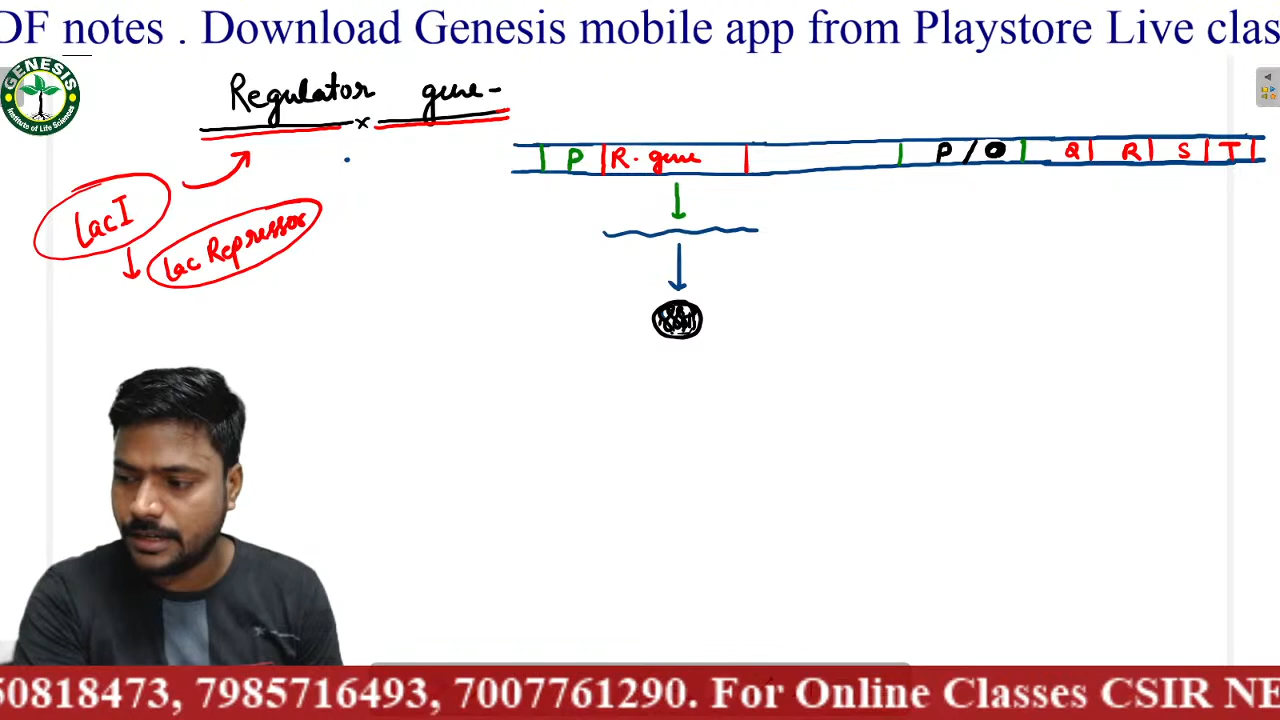 DF notes . Download Genesis mobile app from Playstore Live clas
GENESIS
Institute of Life Sciences
Regulator gene-
x
P R. gene P / O Q R S T
LacI
Lac Repressor
50818473, 7985716493, 7007761290. For Online Classes CSIR NE